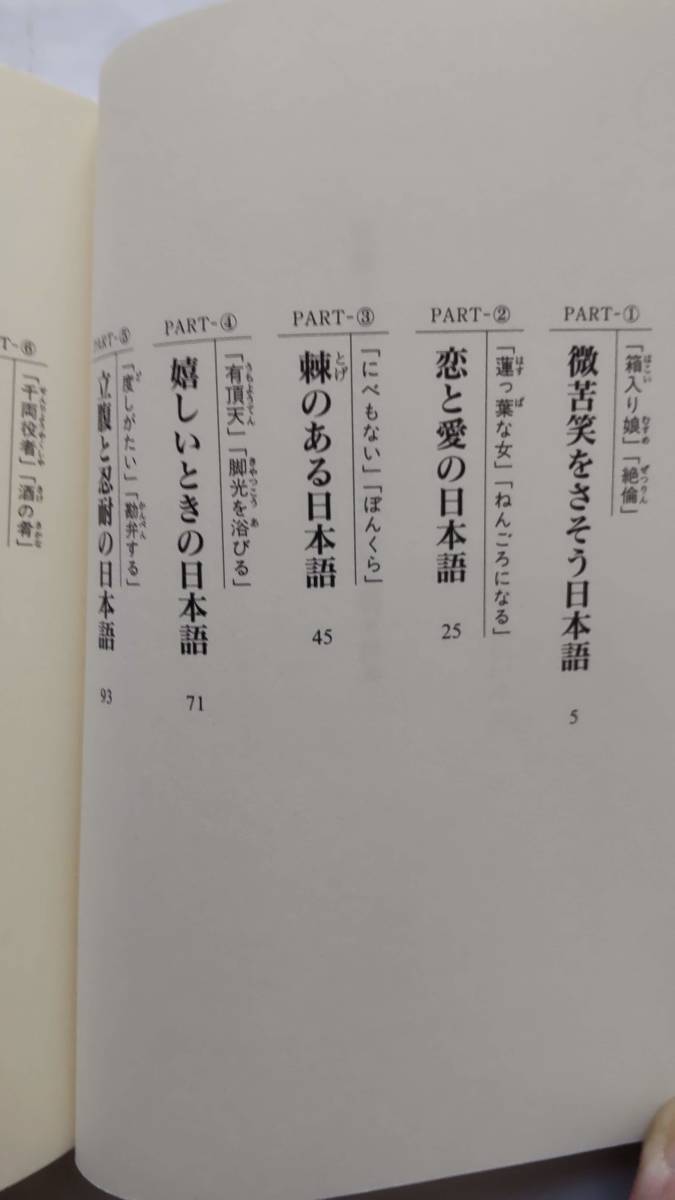 PART-①
「箱入り娘」「絶倫」
微苦笑をさそう日本語
5
PART-②
「蓮っ葉な女」「ねんごろになる」
恋と愛の日本語
25
PART-③
「にべもない」「ぼんくら」
棘のある日本語
45
PART-④
「有頂天」「脚光を浴びる」
嬉しいときの日本語
71
PART-⑤
「度しがたい」「勘弁する」
立腹と忍耐の日本語
93
PART-⑥
「千両役者」「酒の肴」